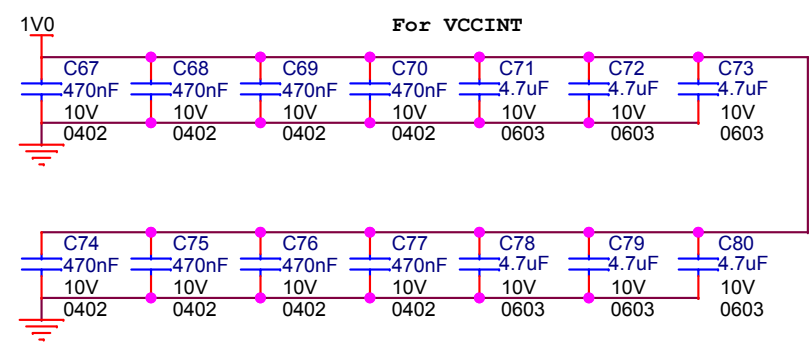 1V0 For VCCINT
C67 C68 C69 C70 C71 C72 C73
470nF 470nF 470nF 470nF 4.7uF 4.7uF 4.7uF
10V 10V 10V 10V 10V 10V 10V
0402 0402 0402 0402 0603 0603 0603
C74 C75 C76 C77 C78 C79 C80
470nF 470nF 470nF 470nF 4.7uF 4.7uF 4.7uF
10V 10V 10V 10V 10V 10V 10V
0402 0402 0402 0402 0603 0603 0603